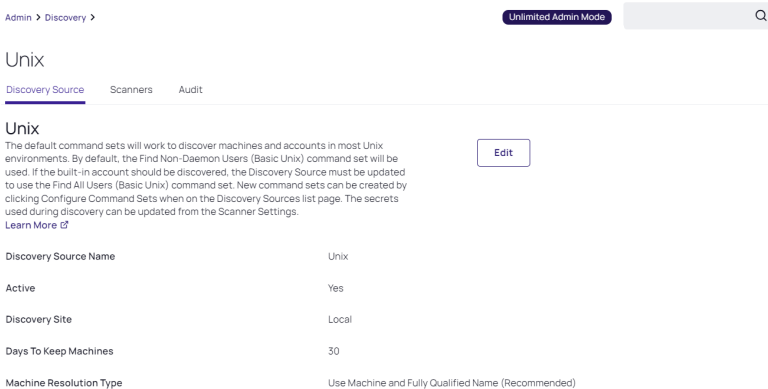 Admin > Discovery >
Unlimited Admin Mode
Unix
Discovery Source Scanners Audit
Unix
The default command sets will work to discover machines and accounts in most Unix
environments. By default, the Find Non-Daemon Users (Basic Unix) command set will be
used. If the built-in account should be discovered, the Discovery Source must be updated
to use the Find All Users (Basic Unix) command set. New command sets can be created by
clicking Configure Command Sets when on the Discovery Sources list page. The secrets
used during discovery can be updated from the Scanner Settings.
Learn More
Edit
Discovery Source Name Unix
Active Yes
Discovery Site Local
Days To Keep Machines 30
Machine Resolution Type Use Machine and Fully Qualified Name (Recommended)